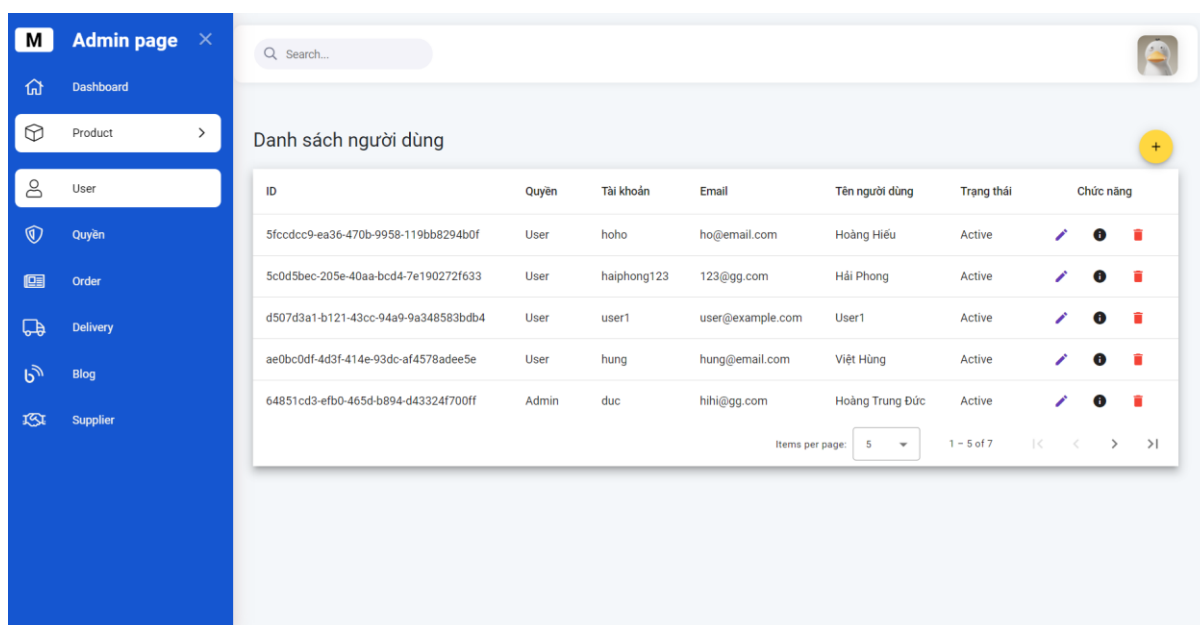 M Admin page
Search...
Dashboard
Product
User
Quyền
Order
Delivery
Blog
Supplier
Danh sách người dùng
+
ID Quyền Tài khoản Email Tên người dùng Trạng thái Chức năng
5fccdcc9-ea36-470b-9958-119bb8294b0f User hoho ho@email.com Hoàng Hiếu Active
5c0d5bec-205e-40aa-bcd4-7e190272f633 User haiphong123 123@gg.com Hải Phong Active
d507d3a1-b121-43cc-94a9-9a348583bdb4 User user1 user@example.com User1 Active
ae0bc0df-4d3f-414e-93dc-af4578adee5e User hung hung@email.com Việt Hùng Active
64851cd3-efb0-465d-b894-d43324f700ff Admin duc hihi@gg.com Hoàng Trung Đức Active
Items per page: 5 1 – 5 of 7